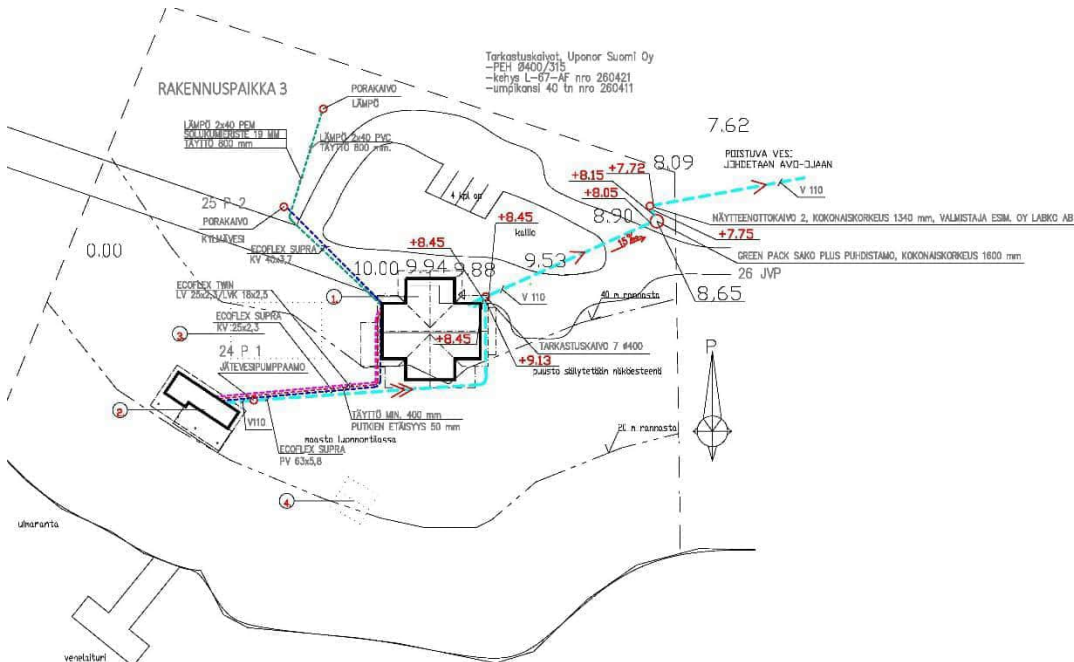 Tarkastuskaivot, Uponor Suomi Oy
-PEH Ø400/315
-kehys L-67-AF nro 260421
-umpikansi 40 tn nro 260411
RAKENNUSPAIKKA 3
PORAKAIVO
LÄMPÖ
LÄMPÖ 2x40 PEM
SOLUKUMIERISTE 19 MM
TÄYTTÖ 800 mm
LÄMPÖ 2x40 PVC
TÄYTTÖ 800 mm.
7.62
8.09
POISTUVA VESI
JOHDETAAN AVO-OJAAN
V 110
+7.72
+8.15
+8.05
8.90
NÄYTTEENOTTOKAIVO 2, KOKONAISKORKEUS 1340 mm, VALMISTAJA ESIM. OY LABKO AB
+7.75
GREEN PACK SAKO PLUS PUHDISTAMO, KOKONAISKORKEUS 1600 mm
15‰
26 JVP
8,65
4 kpl ap
25 P 2
PORAKAIVO
KYLMÄVESI
0.00
ECOFLEX SUPRA
KV 40x3,7
+8.45
kallio
+8.45
10.00
9.94
9.88
9.53
V 110
40 m rannasta
ECOFLEX TWIN
LV 25x2,3/LVK 18x2,5
1.
ECOFLEX SUPRA
KV 25x2,3
3.
24 P 1
JÄTEVESIPUMPPAAMO
+8.45
TARKASTUSKAIVO 7 Ø400
+9.13
puusto säilytetään näköesteenä
P
2.
V110
TÄYTTÖ MIN. 400 mm
PUTKIEN ETÄISYYS 50 mm
maasto luonnontilassa
ECOFLEX SUPRA
PV 63x5,8
20 m rannasta
4.
uimaranta
venelaituri